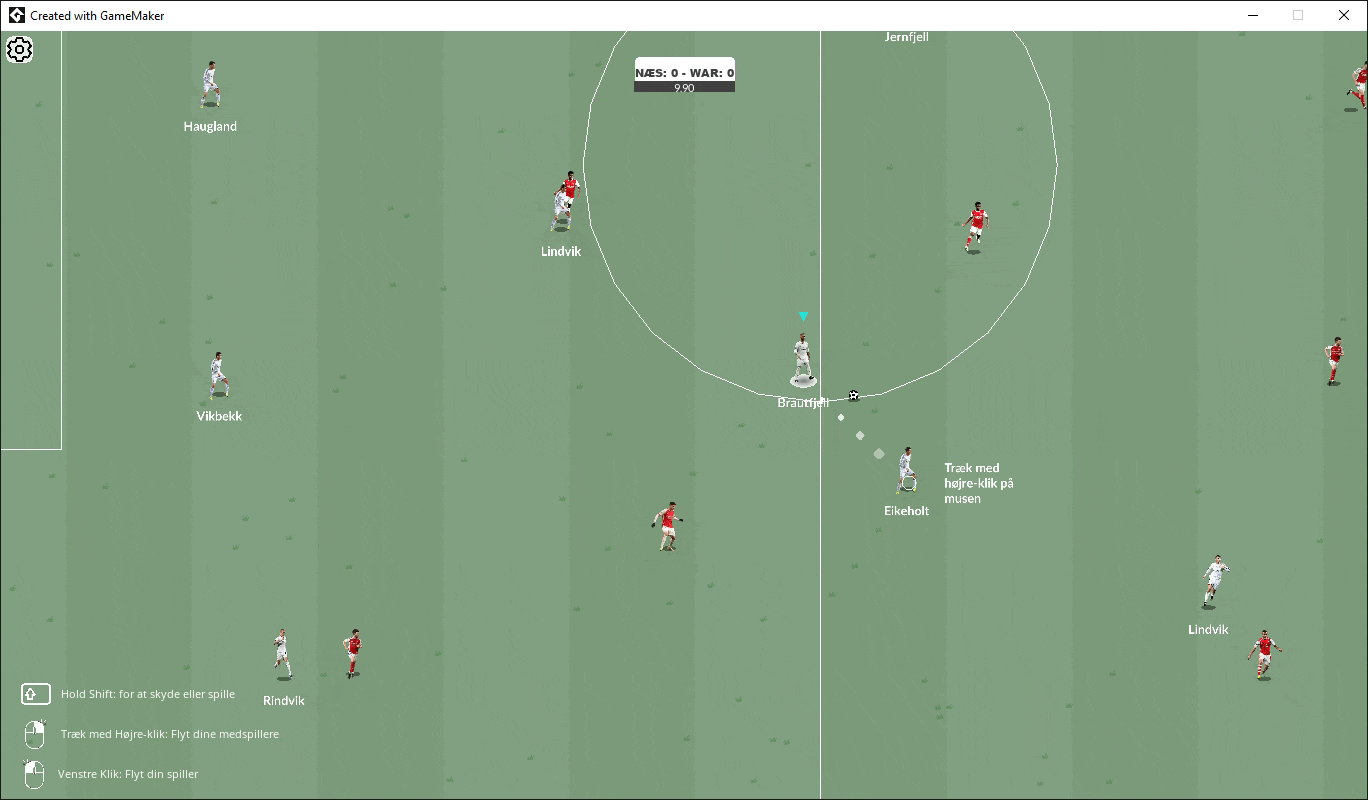 Created with GameMaker
Jernfjell
NÆS: 0 - WAR: 0
9.90
Haugland
Lindvik
Vikbekk
Brautfjell
Træk med
højre-klik på
musen
Eikeholt
Lindvik
Rindvik
Hold Shift: for at skyde eller spille
Træk med Højre-klik: Flyt dine medspillere
Venstre Klik: Flyt din spiller